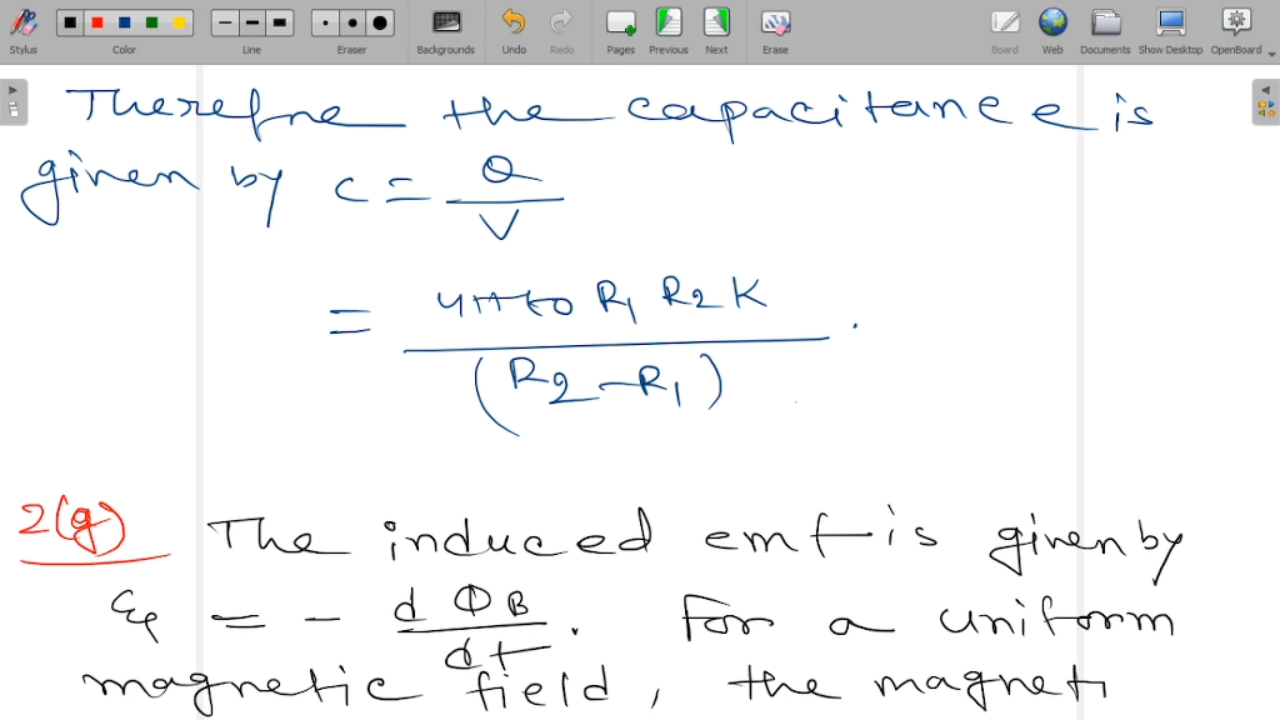 Stylus
Color
Line
Eraser
Backgrounds
Undo
Redo
Pages
Previous
Next
Erase
Board
Web
Documents
Show Desktop
OpenBoard
Therefore the capacitance is
given by C = Q/V
= 4πε0 R1 R2 K / (R2 - R1) .
2(g) The induced emf is given by
ε = - dΦB/dt . For a uniform
magnetic field, the magneti